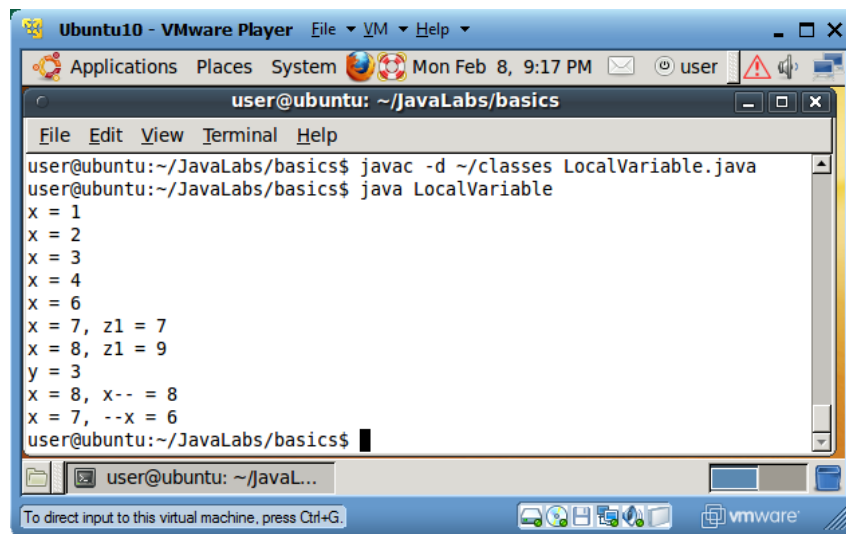 Ubuntu10 - VMware Player File VM Help
Applications Places System Mon Feb 8, 9:17 PM user
user@ubuntu: ~/JavaLabs/basics
File Edit View Terminal Help
user@ubuntu:~/JavaLabs/basics$ javac -d ~/classes LocalVariable.java
user@ubuntu:~/JavaLabs/basics$ java LocalVariable
x = 1
x = 2
x = 3
x = 4
x = 6
x = 7, z1 = 7
x = 8, z1 = 9
y = 3
x = 8, x-- = 8
x = 7, --x = 6
user@ubuntu:~/JavaLabs/basics$
user@ubuntu: ~/JavaL...
To direct input to this virtual machine, press Ctrl+G. vmware